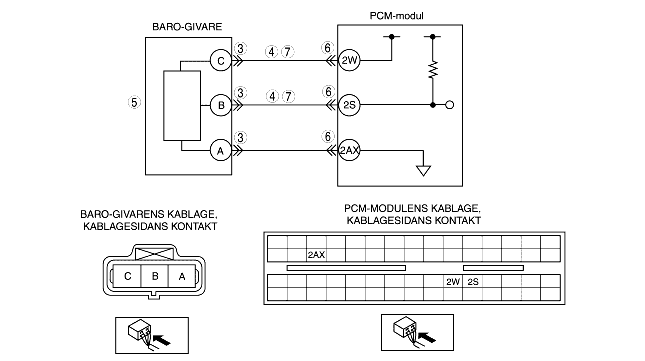 BARO-GIVARE
PCM-modul
C 3 4 7 6 2W
5
B 3 4 7 6 2S
A 3 6 2AX
BARO-GIVARENS KABLAGE,
KABLAGESIDANS KONTAKT
C B A
PCM-MODULENS KABLAGE,
KABLAGESIDANS KONTAKT
2AX
2W 2S